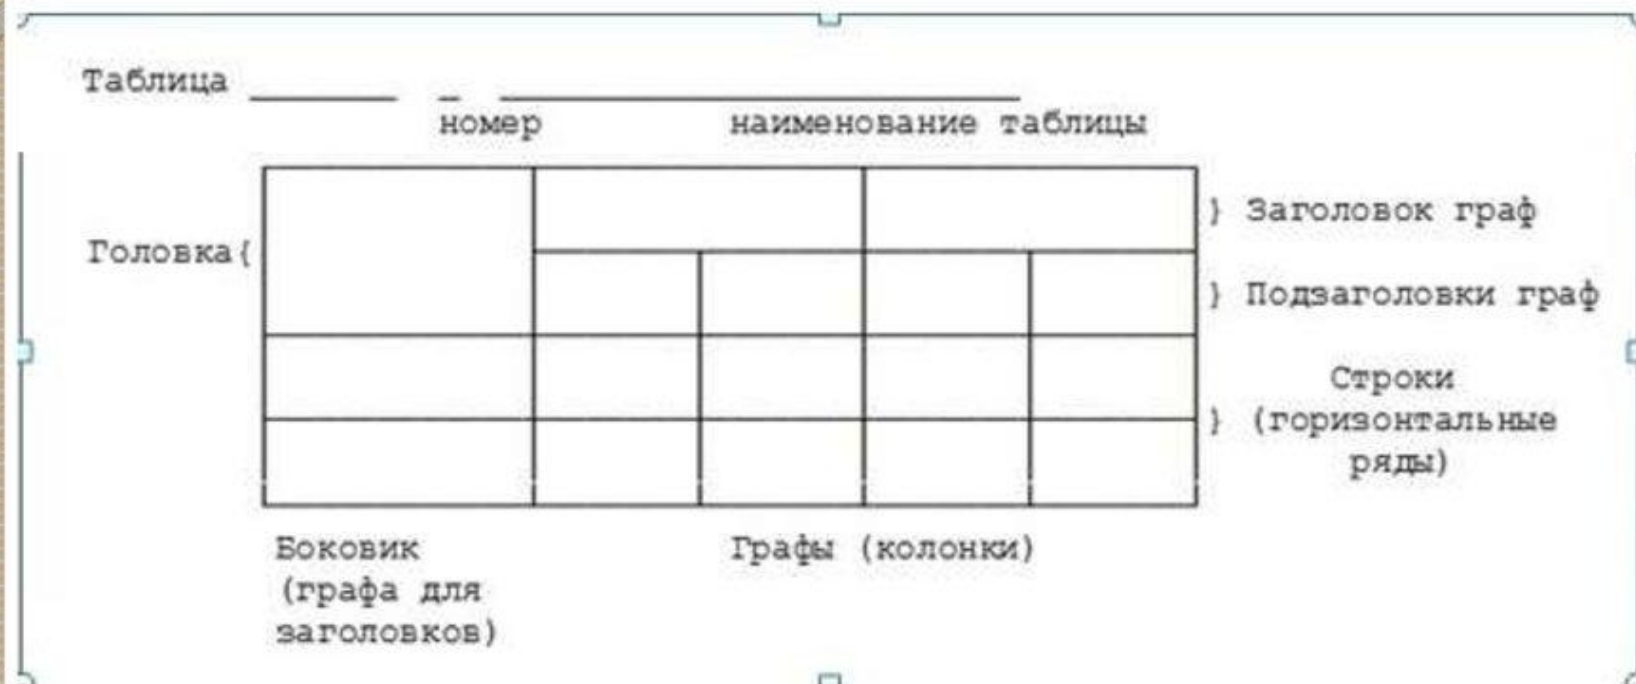 Таблица _______ _ _________________________
номер наименование таблицы
} Заголовок граф
Головка{
} Подзаголовки граф
Строки
} (горизонтальные
ряды)
Боковик Графы (колонки)
(графа для
заголовков)